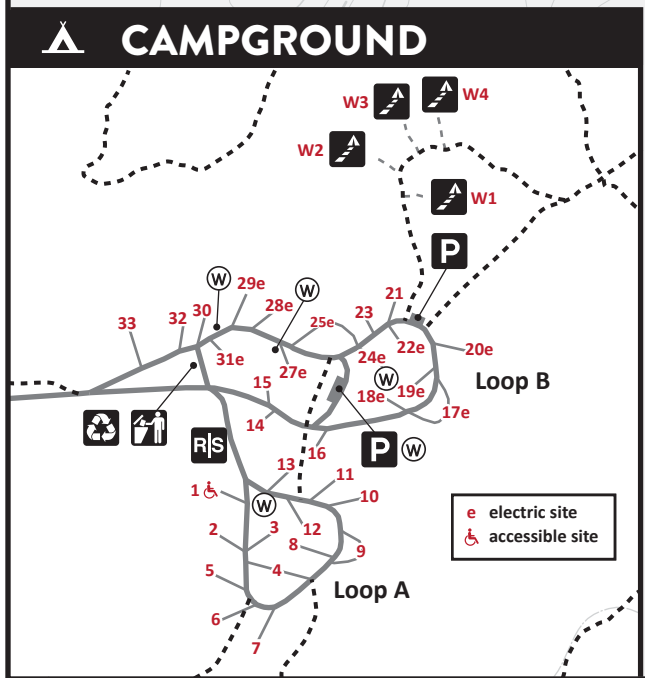 CAMPGROUND
W3
W4
W2
W1
P
W
29e
W
21
30
28e
23
32
33
25e
22e
20e
31e
24e
27e
W
Loop B
15
18e
19e
17e
14
R|S
16
P
W
13
11
1
10
W
e electric site
accessible site
2
3
12
8
9
5
4
Loop A
6
7